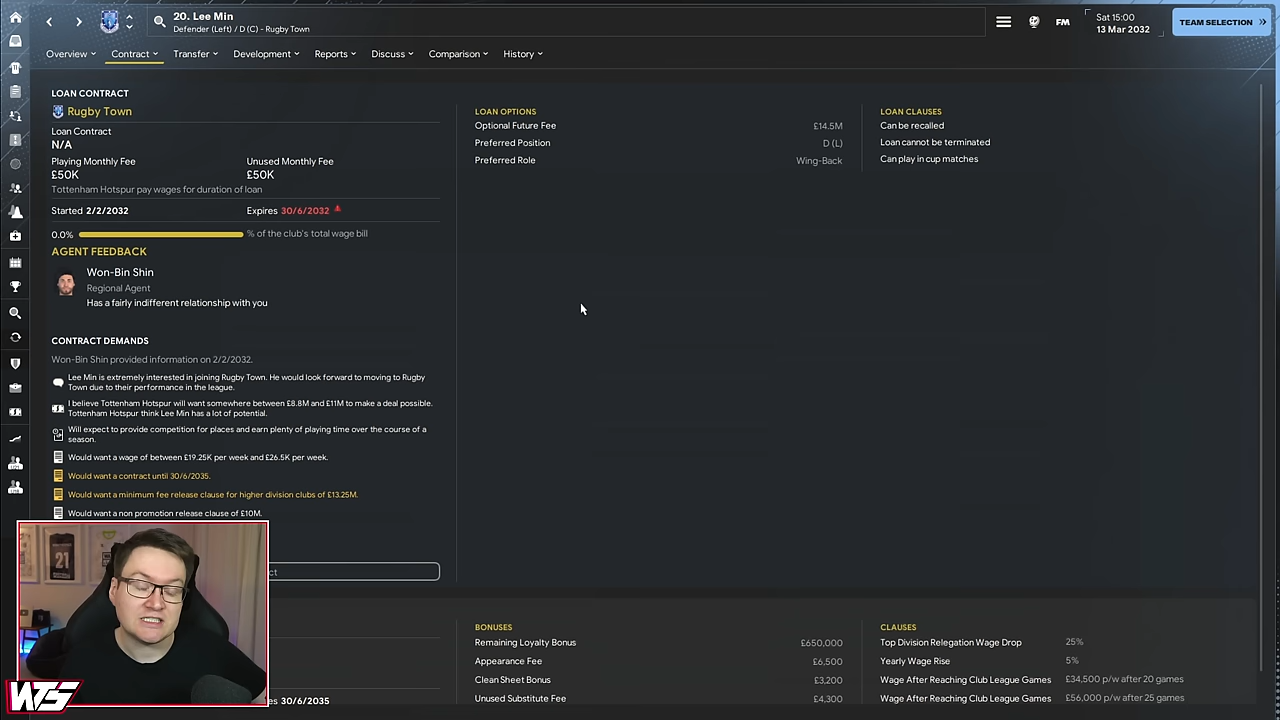 20. Lee Min
Defender (Left) / D (C) - Rugby Town
FM
Sat 15:00
13 Mar 2032
TEAM SELECTION
Overview
Contract
Transfer
Development
Reports
Discuss
Comparison
History
LOAN CONTRACT
Rugby Town
Loan Contract
N/A
Playing Monthly Fee
Unused Monthly Fee
£50K
£50K
Tottenham Hotspur pay wages for duration of loan
Started 2/2/2032
Expires 30/6/2032
0.0%
% of the club's total wage bill
LOAN OPTIONS
Optional Future Fee
£14.5M
Preferred Position
D (L)
Preferred Role
Wing-Back
LOAN CLAUSES
Can be recalled
Loan cannot be terminated
Can play in cup matches
AGENT FEEDBACK
Won-Bin Shin
Regional Agent
Has a fairly indifferent relationship with you
CONTRACT DEMANDS
Won-Bin Shin provided information on 2/2/2032.
Lee Min is extremely interested in joining Rugby Town. He would look forward to moving to Rugby
Town due to their performance in the league.
I believe Tottenham Hotspur will want somewhere between £8.8M and £11M to make a deal possible.
Tottenham Hotspur think Lee Min has a lot of potential.
Will expect to provide competition for places and earn plenty of playing time over the course of a
season.
Would want a wage of between £19.25K per week and £26.5K per week.
Would want a contract until 30/6/2035.
Would want a minimum fee release clause for higher division clubs of £13.25M.
Would want a non promotion release clause of £10M.
21
WTS
30/6/2035
BONUSES
Remaining Loyalty Bonus
£650,000
Appearance Fee
£6,500
Clean Sheet Bonus
£3,200
Unused Substitute Fee
£4,300
CLAUSES
Top Division Relegation Wage Drop
25%
Yearly Wage Rise
5%
Wage After Reaching Club League Games
£34,500 p/w after 20 games
Wage After Reaching Club League Games
£56,000 p/w after 25 games